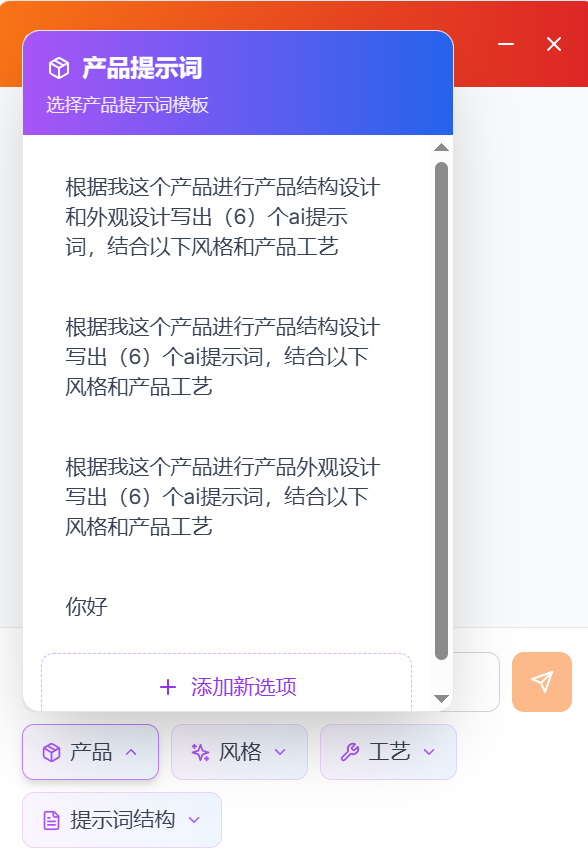 产品提示词
选择产品提示词模板
根据我这个产品进行产品结构设计
和外观设计写出（6）个ai提示
词，结合以下风格和产品工艺
根据我这个产品进行产品结构设计
写出（6）个ai提示词，结合以下
风格和产品工艺
根据我这个产品进行产品外观设计
写出（6）个ai提示词，结合以下
风格和产品工艺
你好
添加新选项
产品
风格
工艺
提示词结构